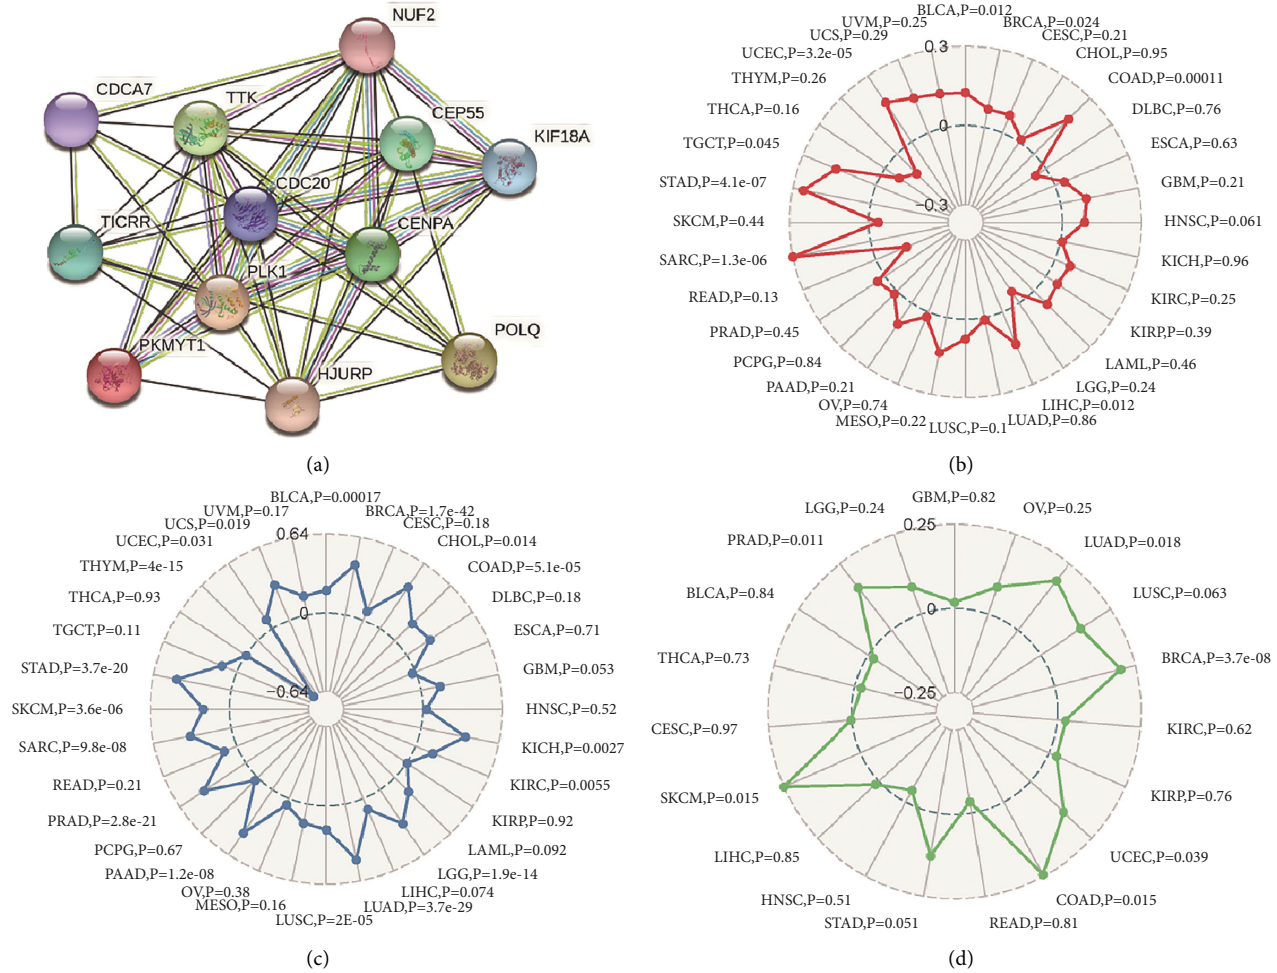 NUF2
CDCA7
TTK
CEP55
KIF18A
CDC20
TICRR
CENPA
PLK1
POLQ
PKMYT1
HJURP
(a)
BLCA,P=0.012
UVM,P=0.25
BRCA,P=0.024
UCS,P=0.29
CESC,P=0.21
UCEC,P=3.2e-05
0.3
CHOL,P=0.95
THYM,P=0.26
COAD,P=0.00011
THCA,P=0.16
DLBC,P=0.76
0
TGCT,P=0.045
ESCA,P=0.63
STAD,P=4.1e-07
GBM,P=0.21
−0.3
SKCM,P=0.44
HNSC,P=0.061
SARC,P=1.3e-06
KICH,P=0.96
READ,P=0.13
KIRC,P=0.25
PRAD,P=0.45
KIRP,P=0.39
PCPG,P=0.84
LAML,P=0.46
PAAD,P=0.21
LGG,P=0.24
OV,P=0.74
LIHC,P=0.012
MESO,P=0.22
LUSC,P=0.1
LUAD,P=0.86
(b)
BLCA,P=0.00017
UVM,P=0.17
BRCA,P=1.7e-42
UCS,P=0.019
CESC,P=0.18
UCEC,P=0.031
0.64
CHOL,P=0.014
THYM,P=4e-15
COAD,P=5.1e-05
THCA,P=0.93
DLBC,P=0.18
0
TGCT,P=0.11
ESCA,P=0.71
STAD,P=3.7e-20
GBM,P=0.053
−0.64
SKCM,P=3.6e-06
HNSC,P=0.52
SARC,P=9.8e-08
KICH,P=0.0027
READ,P=0.21
KIRC,P=0.0055
PRAD,P=2.8e-21
KIRP,P=0.92
PCPG,P=0.67
LAML,P=0.092
PAAD,P=1.2e-08
LGG,P=1.9e-14
OV,P=0.38
LIHC,P=0.074
MESO,P=0.16
LUAD,P=3.7e-29
LUSC,P=2E-05
(c)
GBM,P=0.82
LGG,P=0.24
OV,P=0.25
0.25
PRAD,P=0.011
LUAD,P=0.018
BLCA,P=0.84
LUSC,P=0.063
0
THCA,P=0.73
BRCA,P=3.7e-08
−0.25
CESC,P=0.97
KIRC,P=0.62
SKCM,P=0.015
KIRP,P=0.76
LIHC,P=0.85
UCEC,P=0.039
HNSC,P=0.51
COAD,P=0.015
STAD,P=0.051
READ,P=0.81
(d)